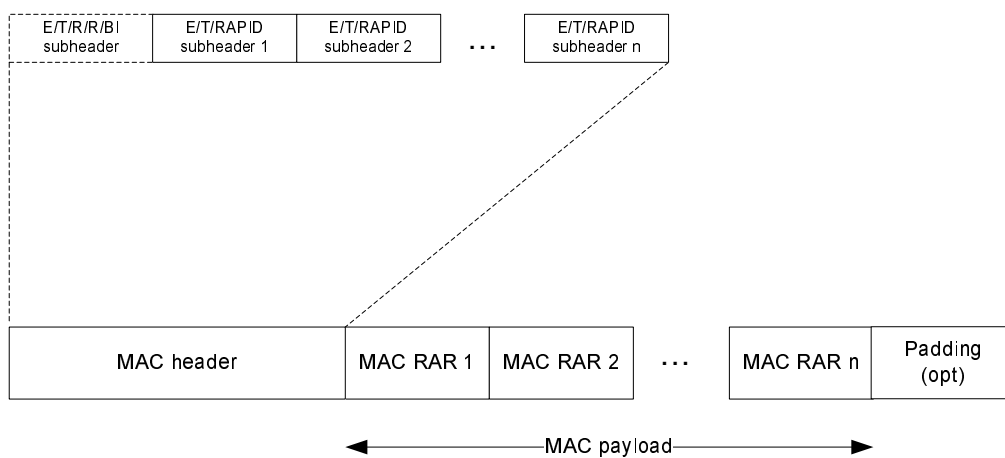 E/T/R/R/BI
subheader
E/T/RAPID
subheader 1
E/T/RAPID
subheader 2
...
E/T/RAPID
subheader n
MAC header
MAC RAR 1
MAC RAR 2
...
MAC RAR n
Padding
(opt)
MAC payload